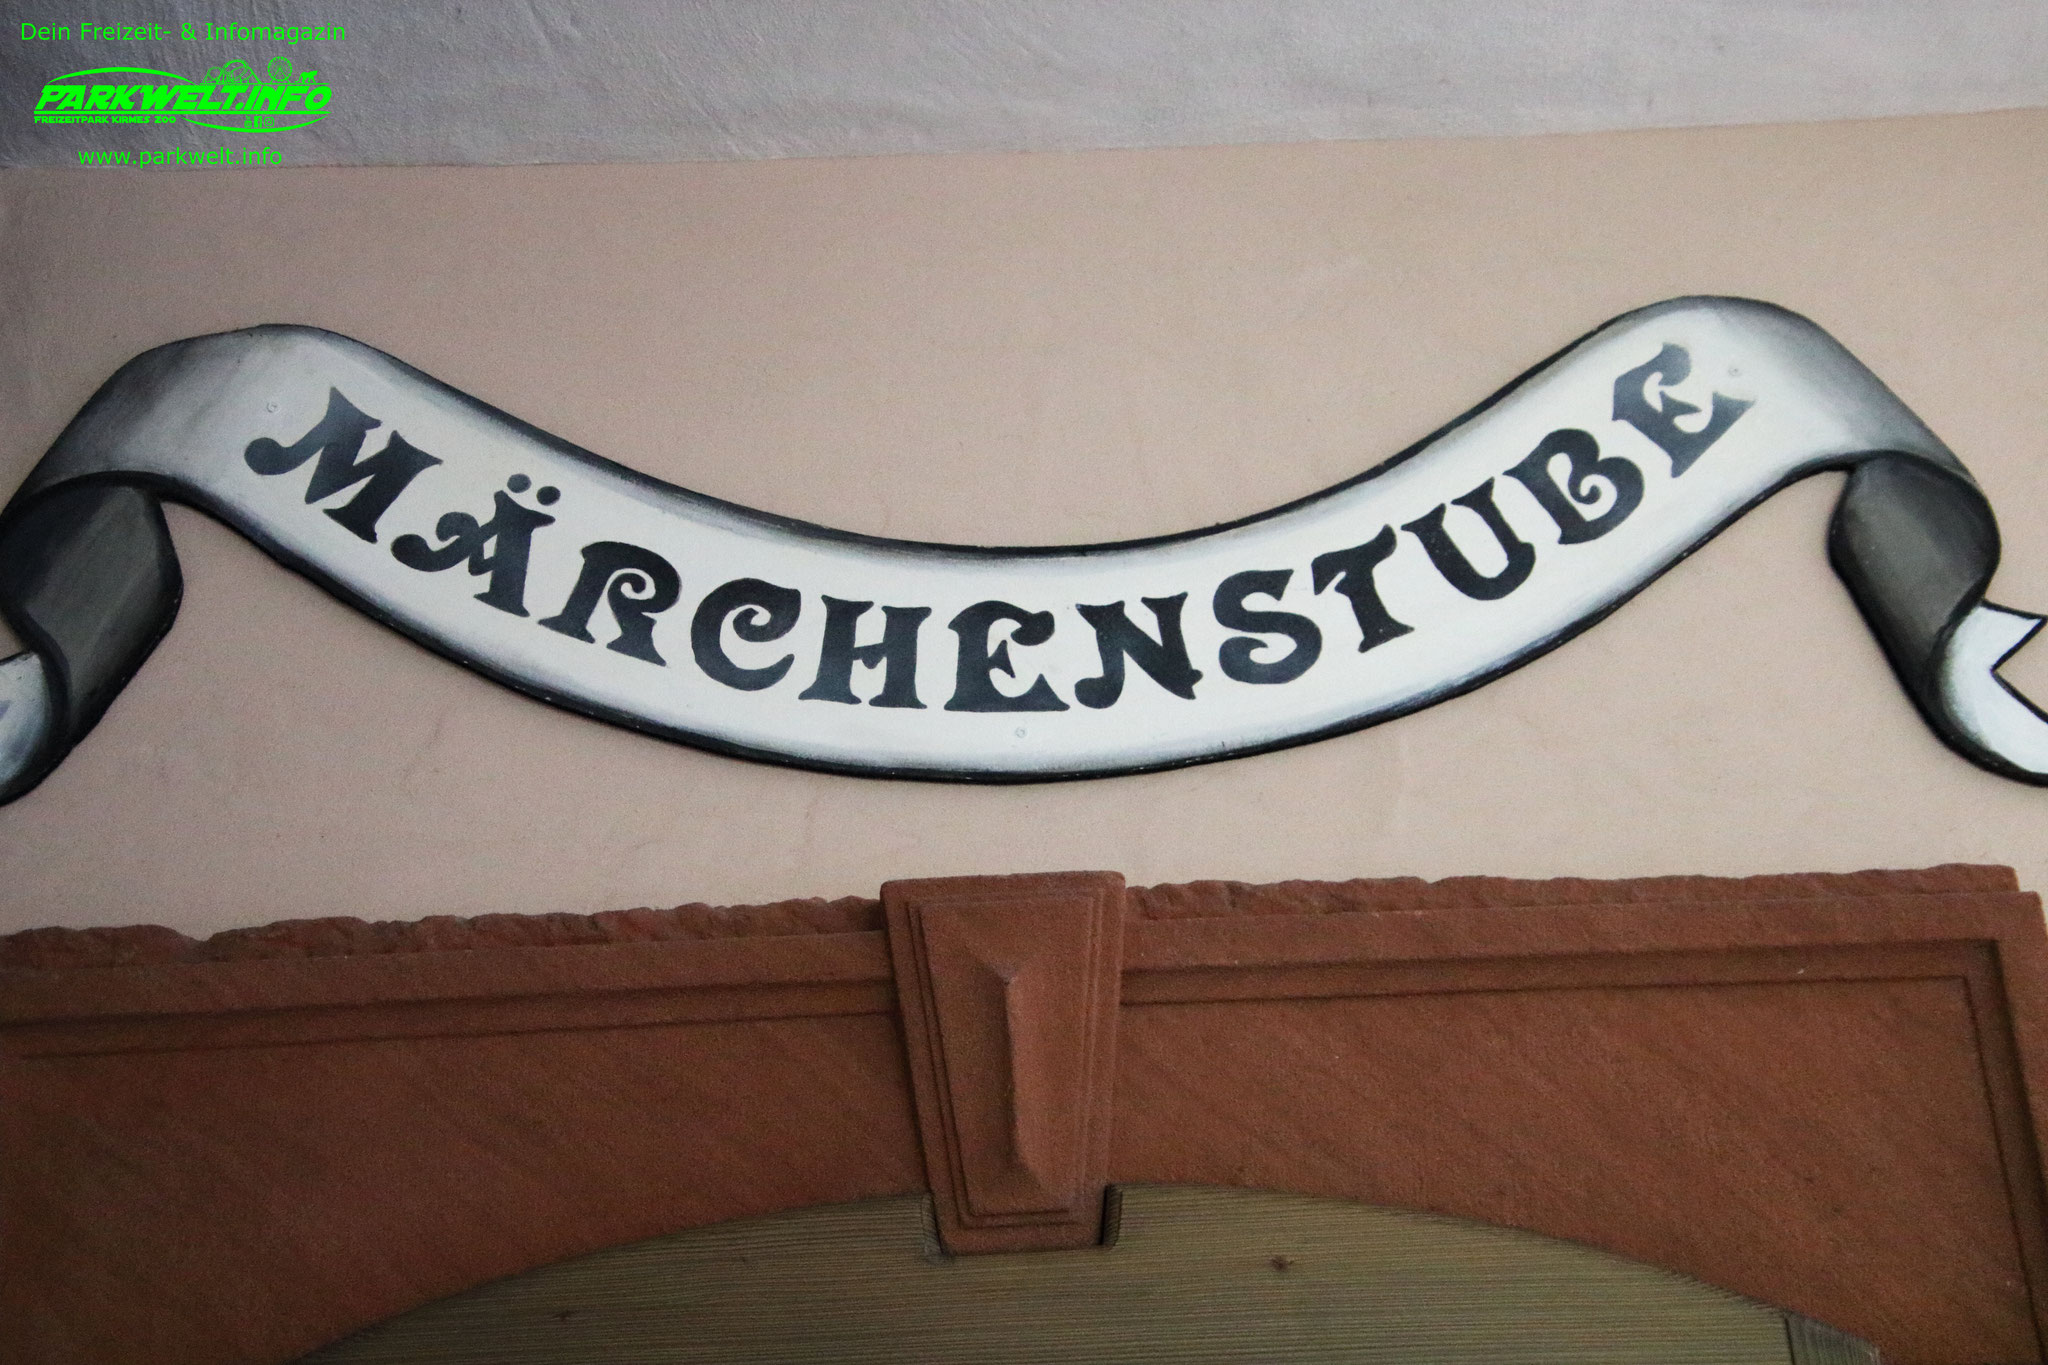 Dein Freizeit- & Infomagazin
PARKWELT.INFO
FREIZEITPARK KIRMES ZOO
www.parkwelt.info
MÄRCHENSTUBE